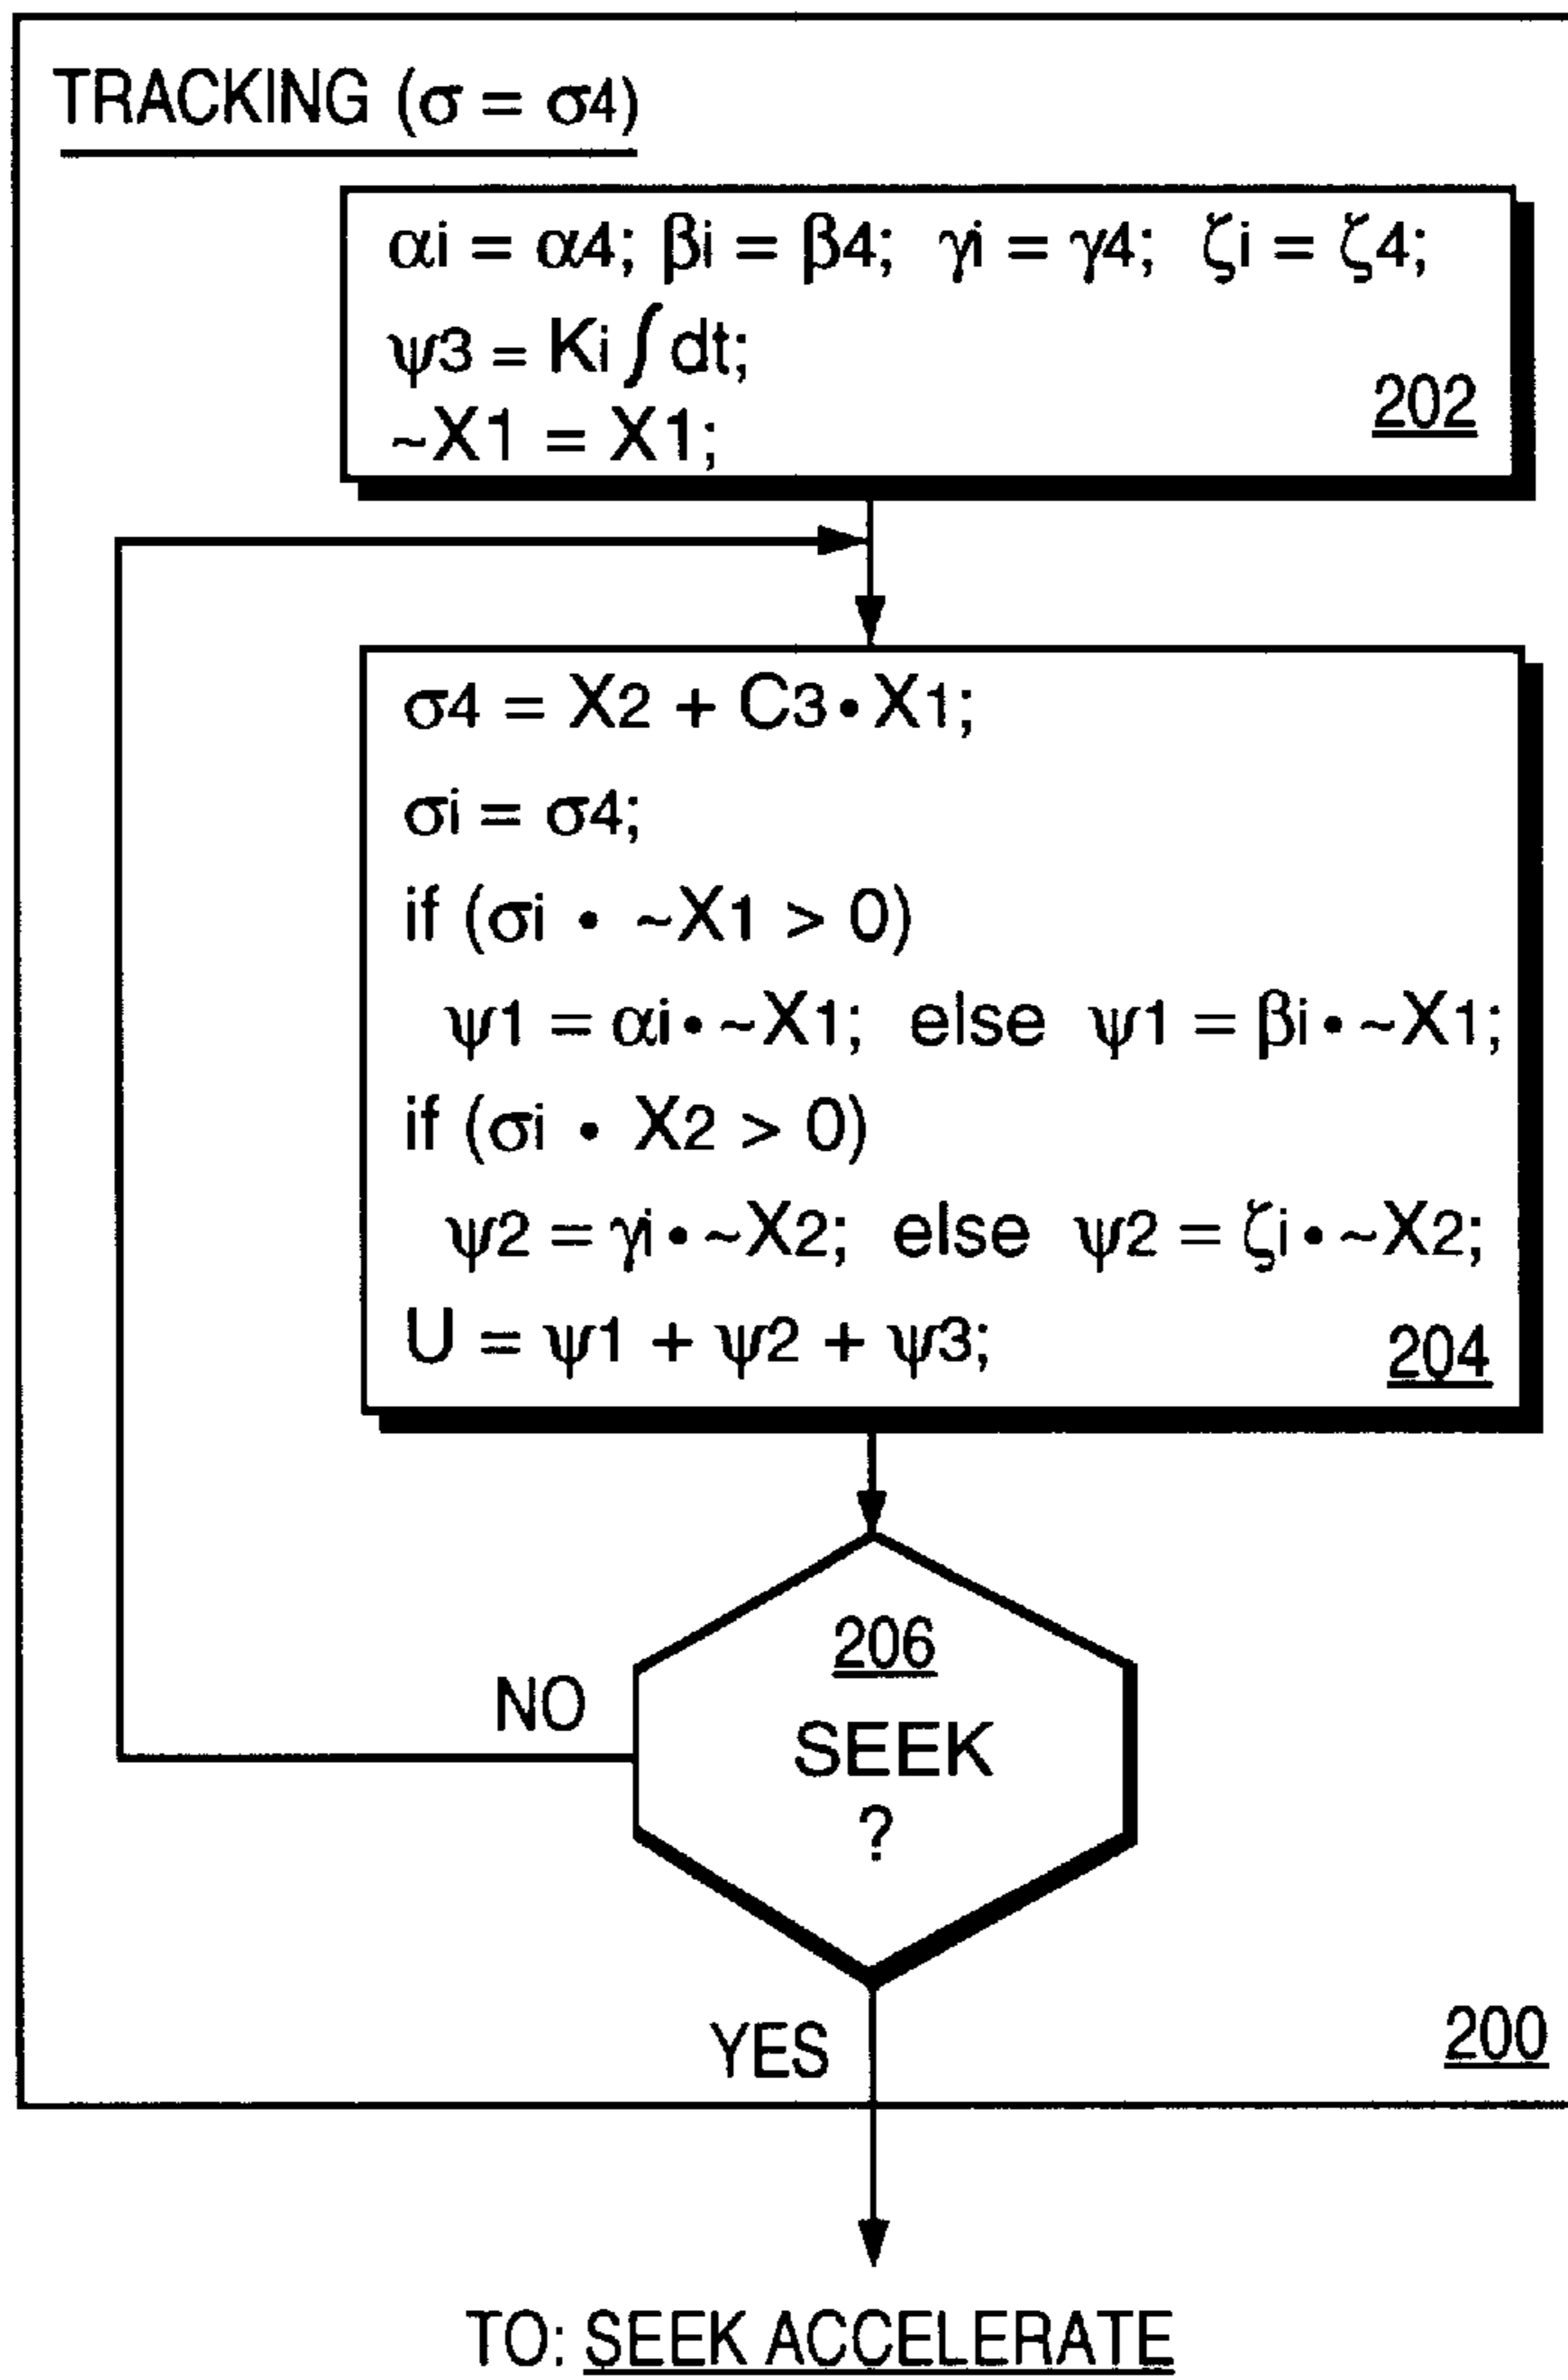 TRACKING (σ = σ4)
αi = α4; βi = β4; γi = γ4; ζi = ζ4;
ψ3 = Ki ∫ dt;
~X1 = X1;
202
σ4 = X2 + C3 • X1;
σi = σ4;
if (σi • ~X1 > 0)
ψ1 = αi • ~X1; else ψ1 = βi • ~X1;
if (σi • X2 > 0)
ψ2 = γi • ~X2; else ψ2 = ζi • ~X2;
U = ψ1 + ψ2 + ψ3;
204
206
SEEK
?
NO
YES
200
TO: SEEK ACCELERATE